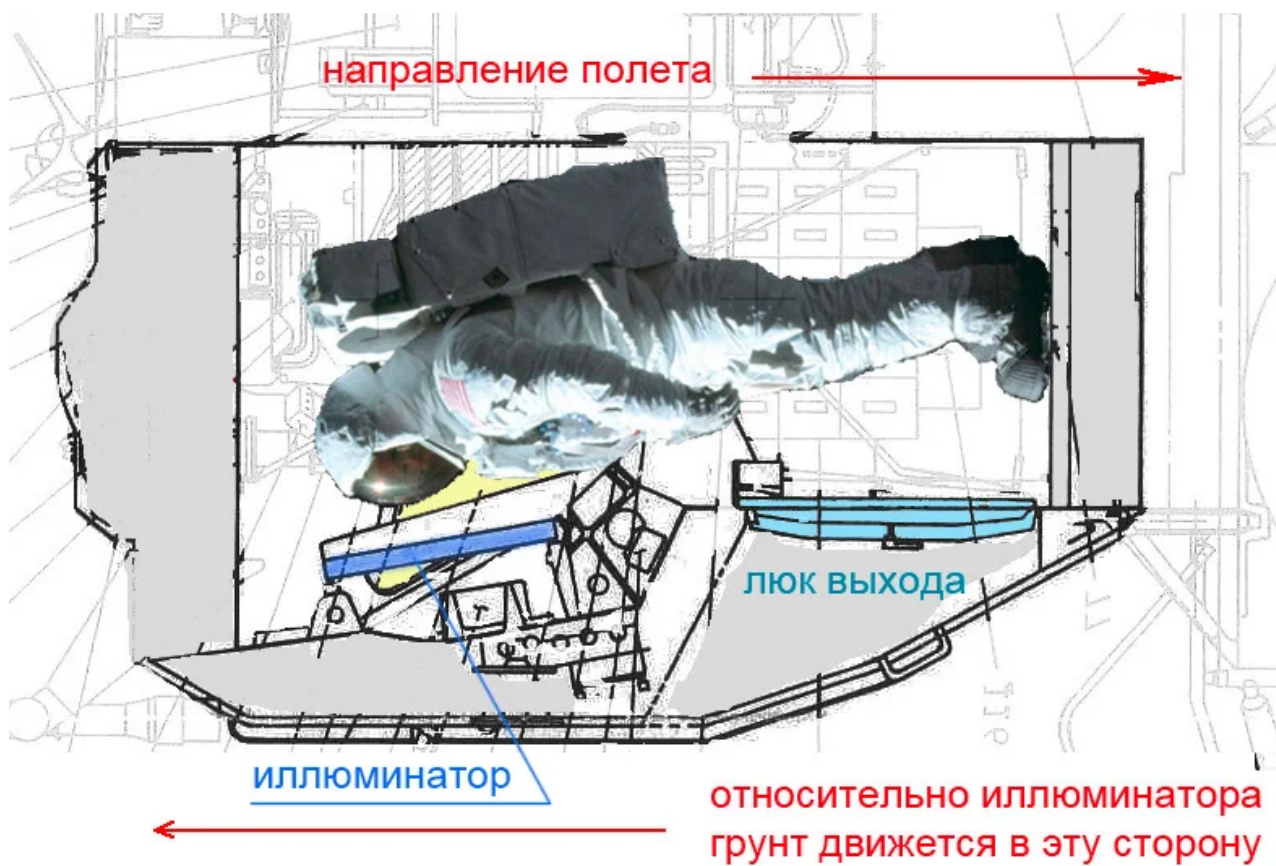 направление полета
люк выхода
иллюминатор
относительно иллюминатора
грунт движется в эту сторону